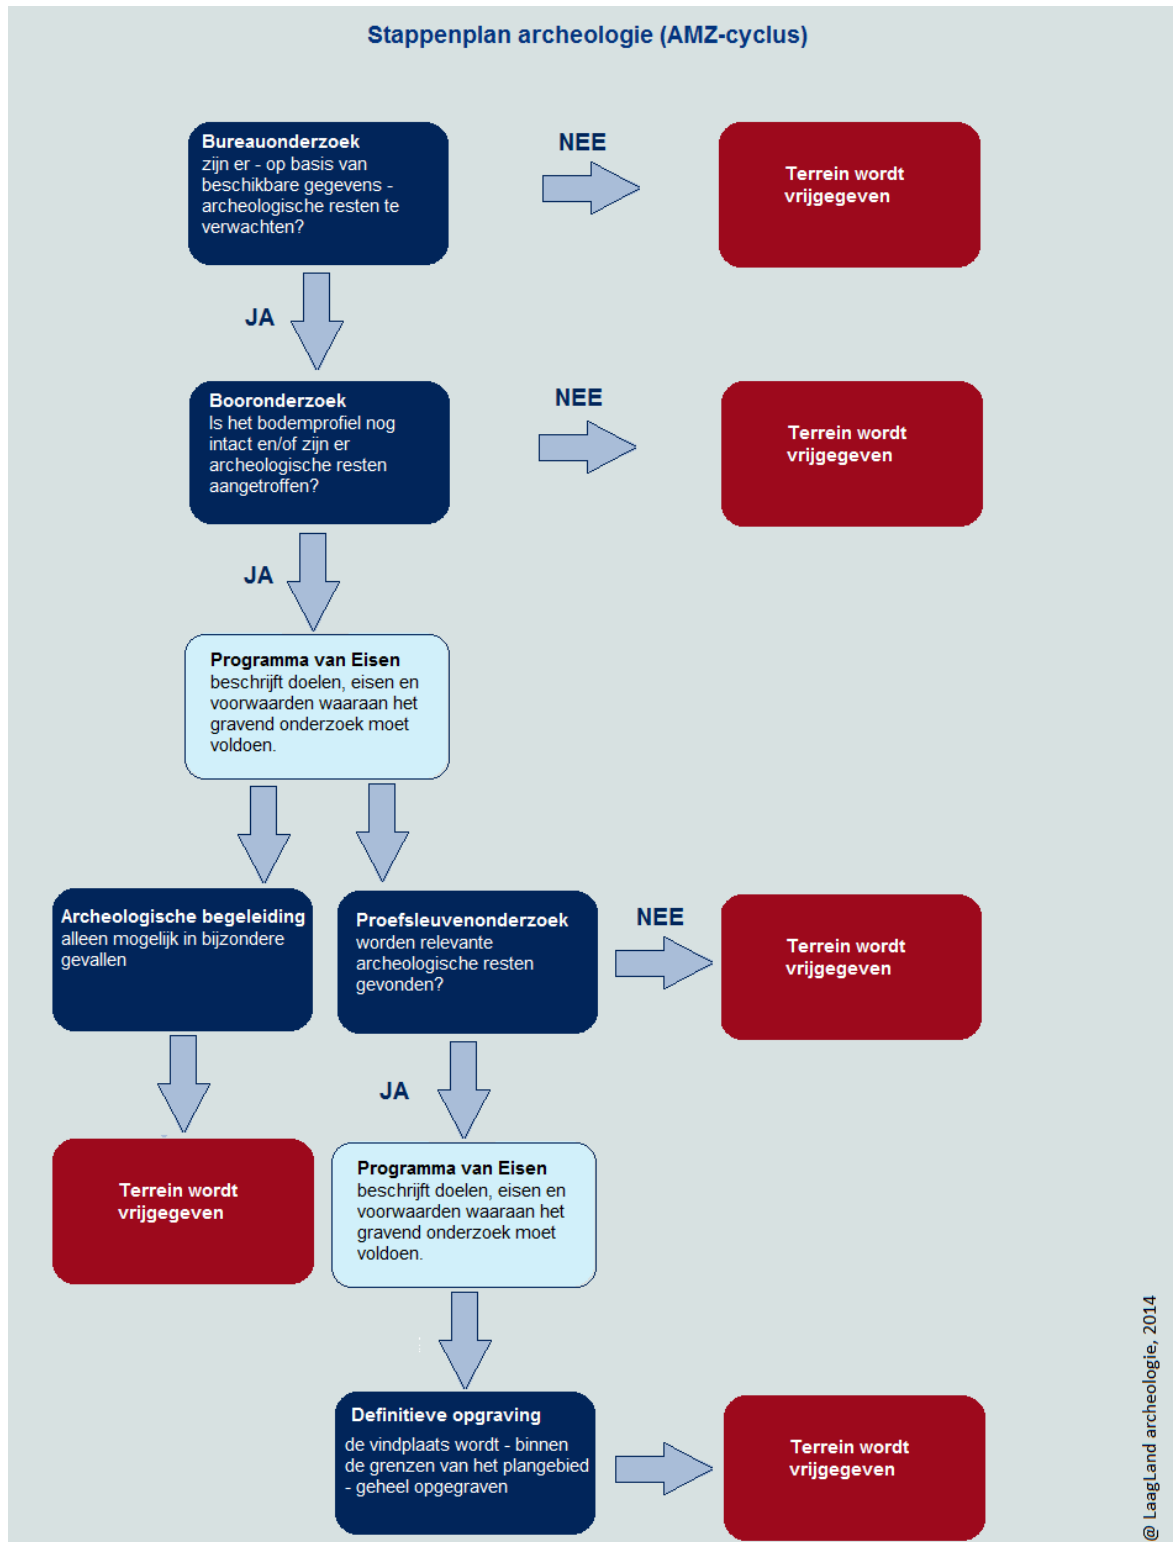 Stappenplan archeologie (AMZ-cyclus)
Bureauonderzoek
zijn er - op basis van
beschikbare gegevens -
archeologische resten te
verwachten?
NEE
Terrein wordt
vrijgegeven
JA
Booronderzoek
Is het bodemprofiel nog
intact en/of zijn er
archeologische resten
aangetroffen?
NEE
Terrein wordt
vrijgegeven
JA
Programma van Eisen
beschrijft doelen, eisen en
voorwaarden waaraan het
gravend onderzoek moet
voldoen.
Archeologische begeleiding
alleen mogelijk in bijzondere
gevallen
Proefsleuvenonderzoek
worden relevante
archeologische resten
gevonden?
NEE
Terrein wordt
vrijgegeven
JA
Terrein wordt
vrijgegeven
Programma van Eisen
beschrijft doelen, eisen en
voorwaarden waaraan het
gravend onderzoek moet
voldoen.
Definitieve opgraving
de vindplaats wordt - binnen
de grenzen van het plangebied
- geheel opgegraven
Terrein wordt
vrijgegeven
@ LaagLand archeologie, 2014